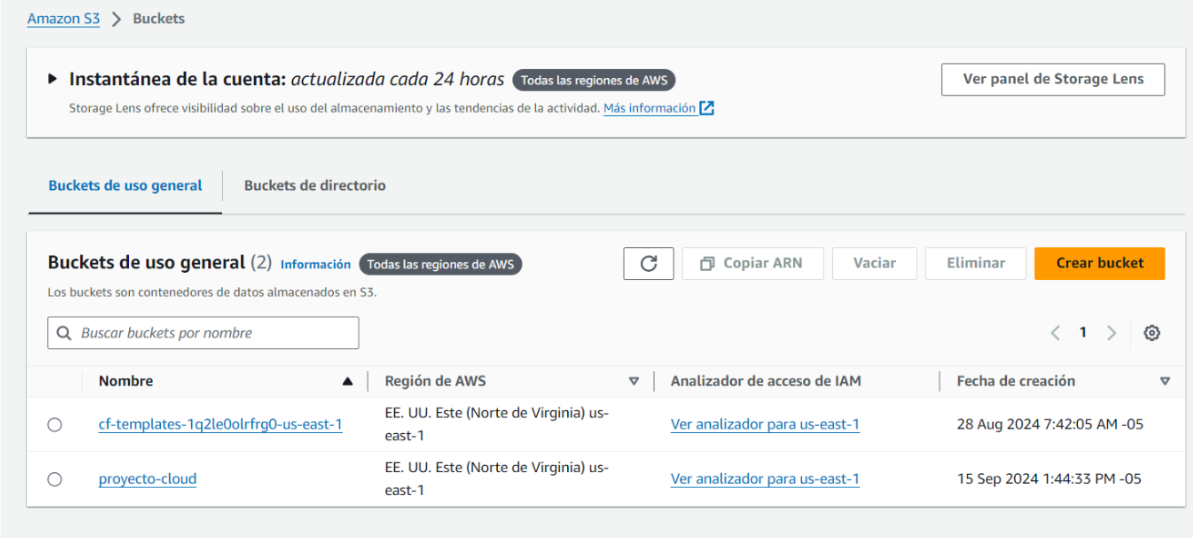 Amazon S3 > Buckets
Instantánea de la cuenta: actualizada cada 24 horas Todas las regiones de AWS Ver panel de Storage Lens
Storage Lens ofrece visibilidad sobre el uso del almacenamiento y las tendencias de la actividad. Más información
Buckets de uso general Buckets de directorio
Buckets de uso general (2) Información Todas las regiones de AWS Copiar ARN Vaciar Eliminar Crear bucket
Los buckets son contenedores de datos almacenados en S3.
Buscar buckets por nombre < 1 >
Nombre Región de AWS Analizador de acceso de IAM Fecha de creación
cf-templates-1q2le0olrfrg0-us-east-1 EE. UU. Este (Norte de Virginia) us-
east-1 Ver analizador para us-east-1 28 Aug 2024 7:42:05 AM -05
proyecto-cloud EE. UU. Este (Norte de Virginia) us-
east-1 Ver analizador para us-east-1 15 Sep 2024 1:44:33 PM -05